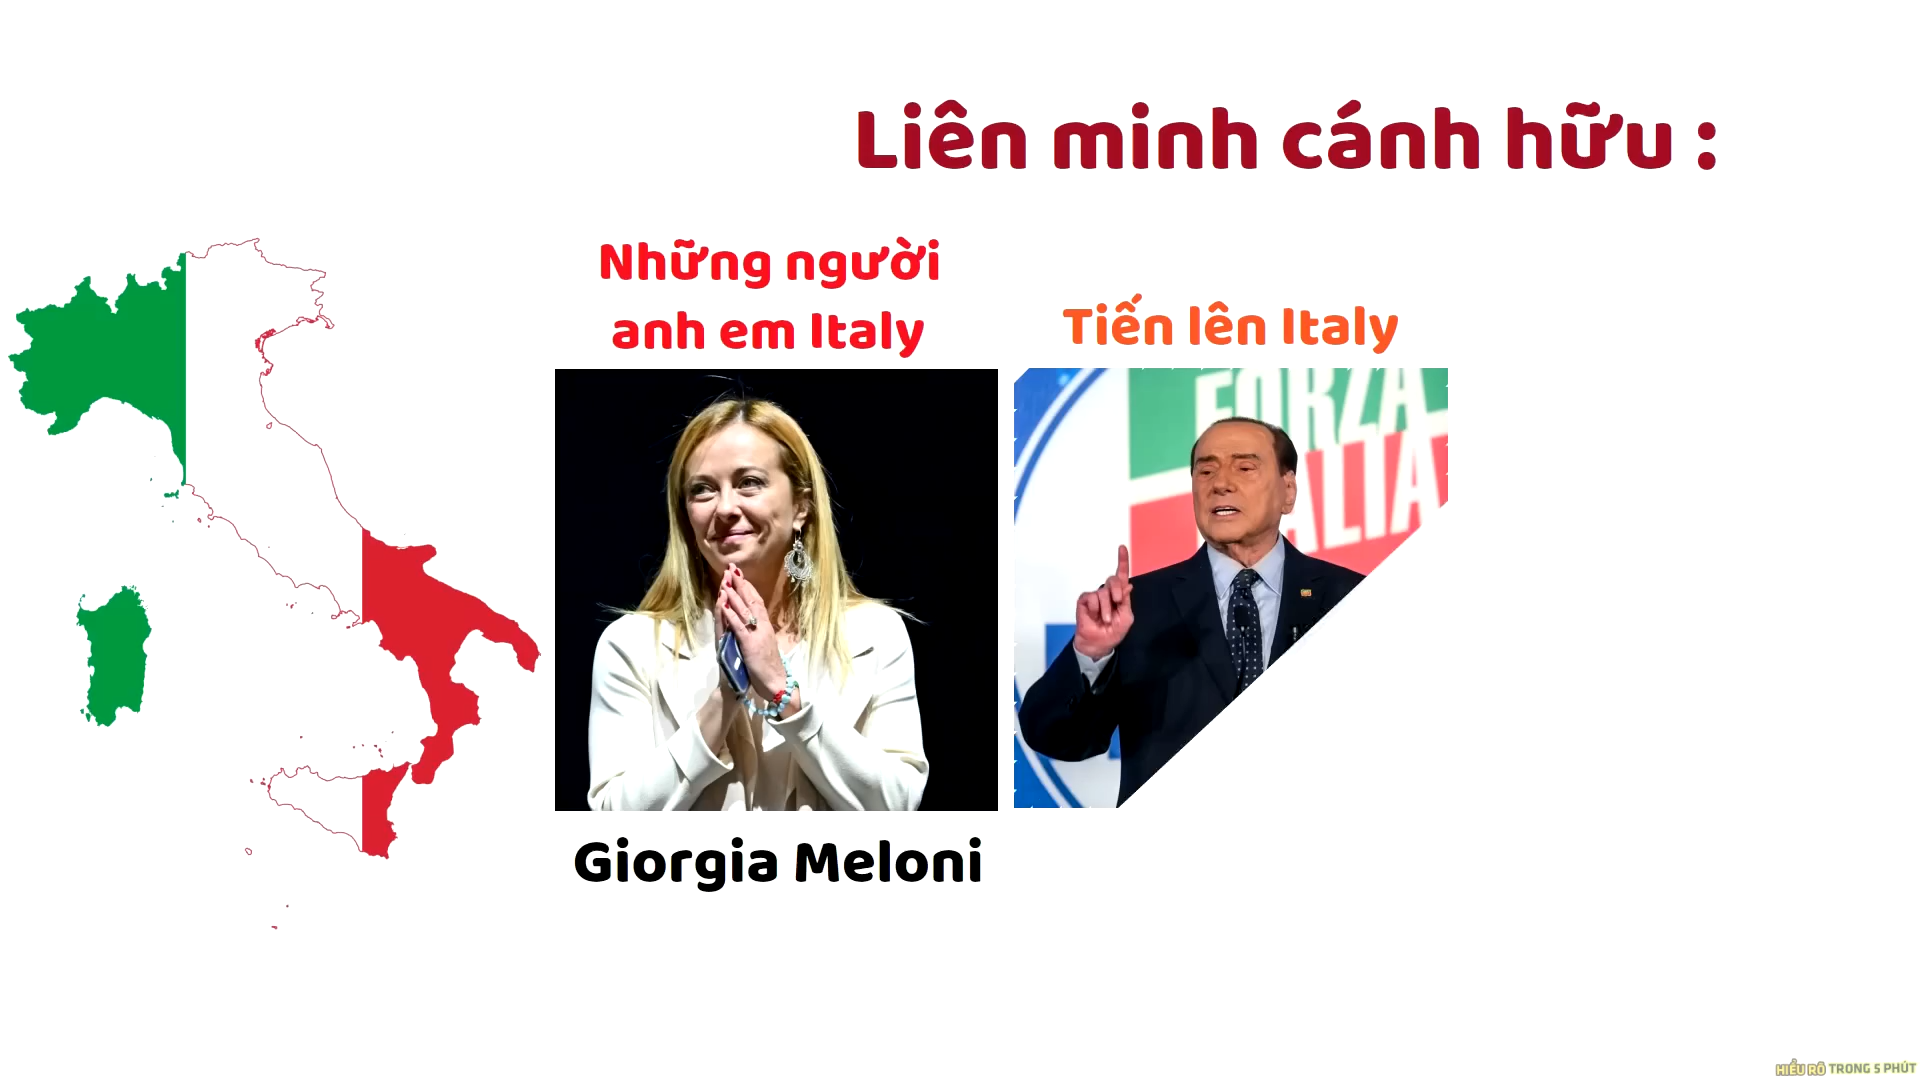 Liên minh cánh hữu :
Những người
anh em Italy
Tiến lên Italy
FORZA
ITALIA
Giorgia Meloni
HIỂU RÕ TRONG 5 PHÚT